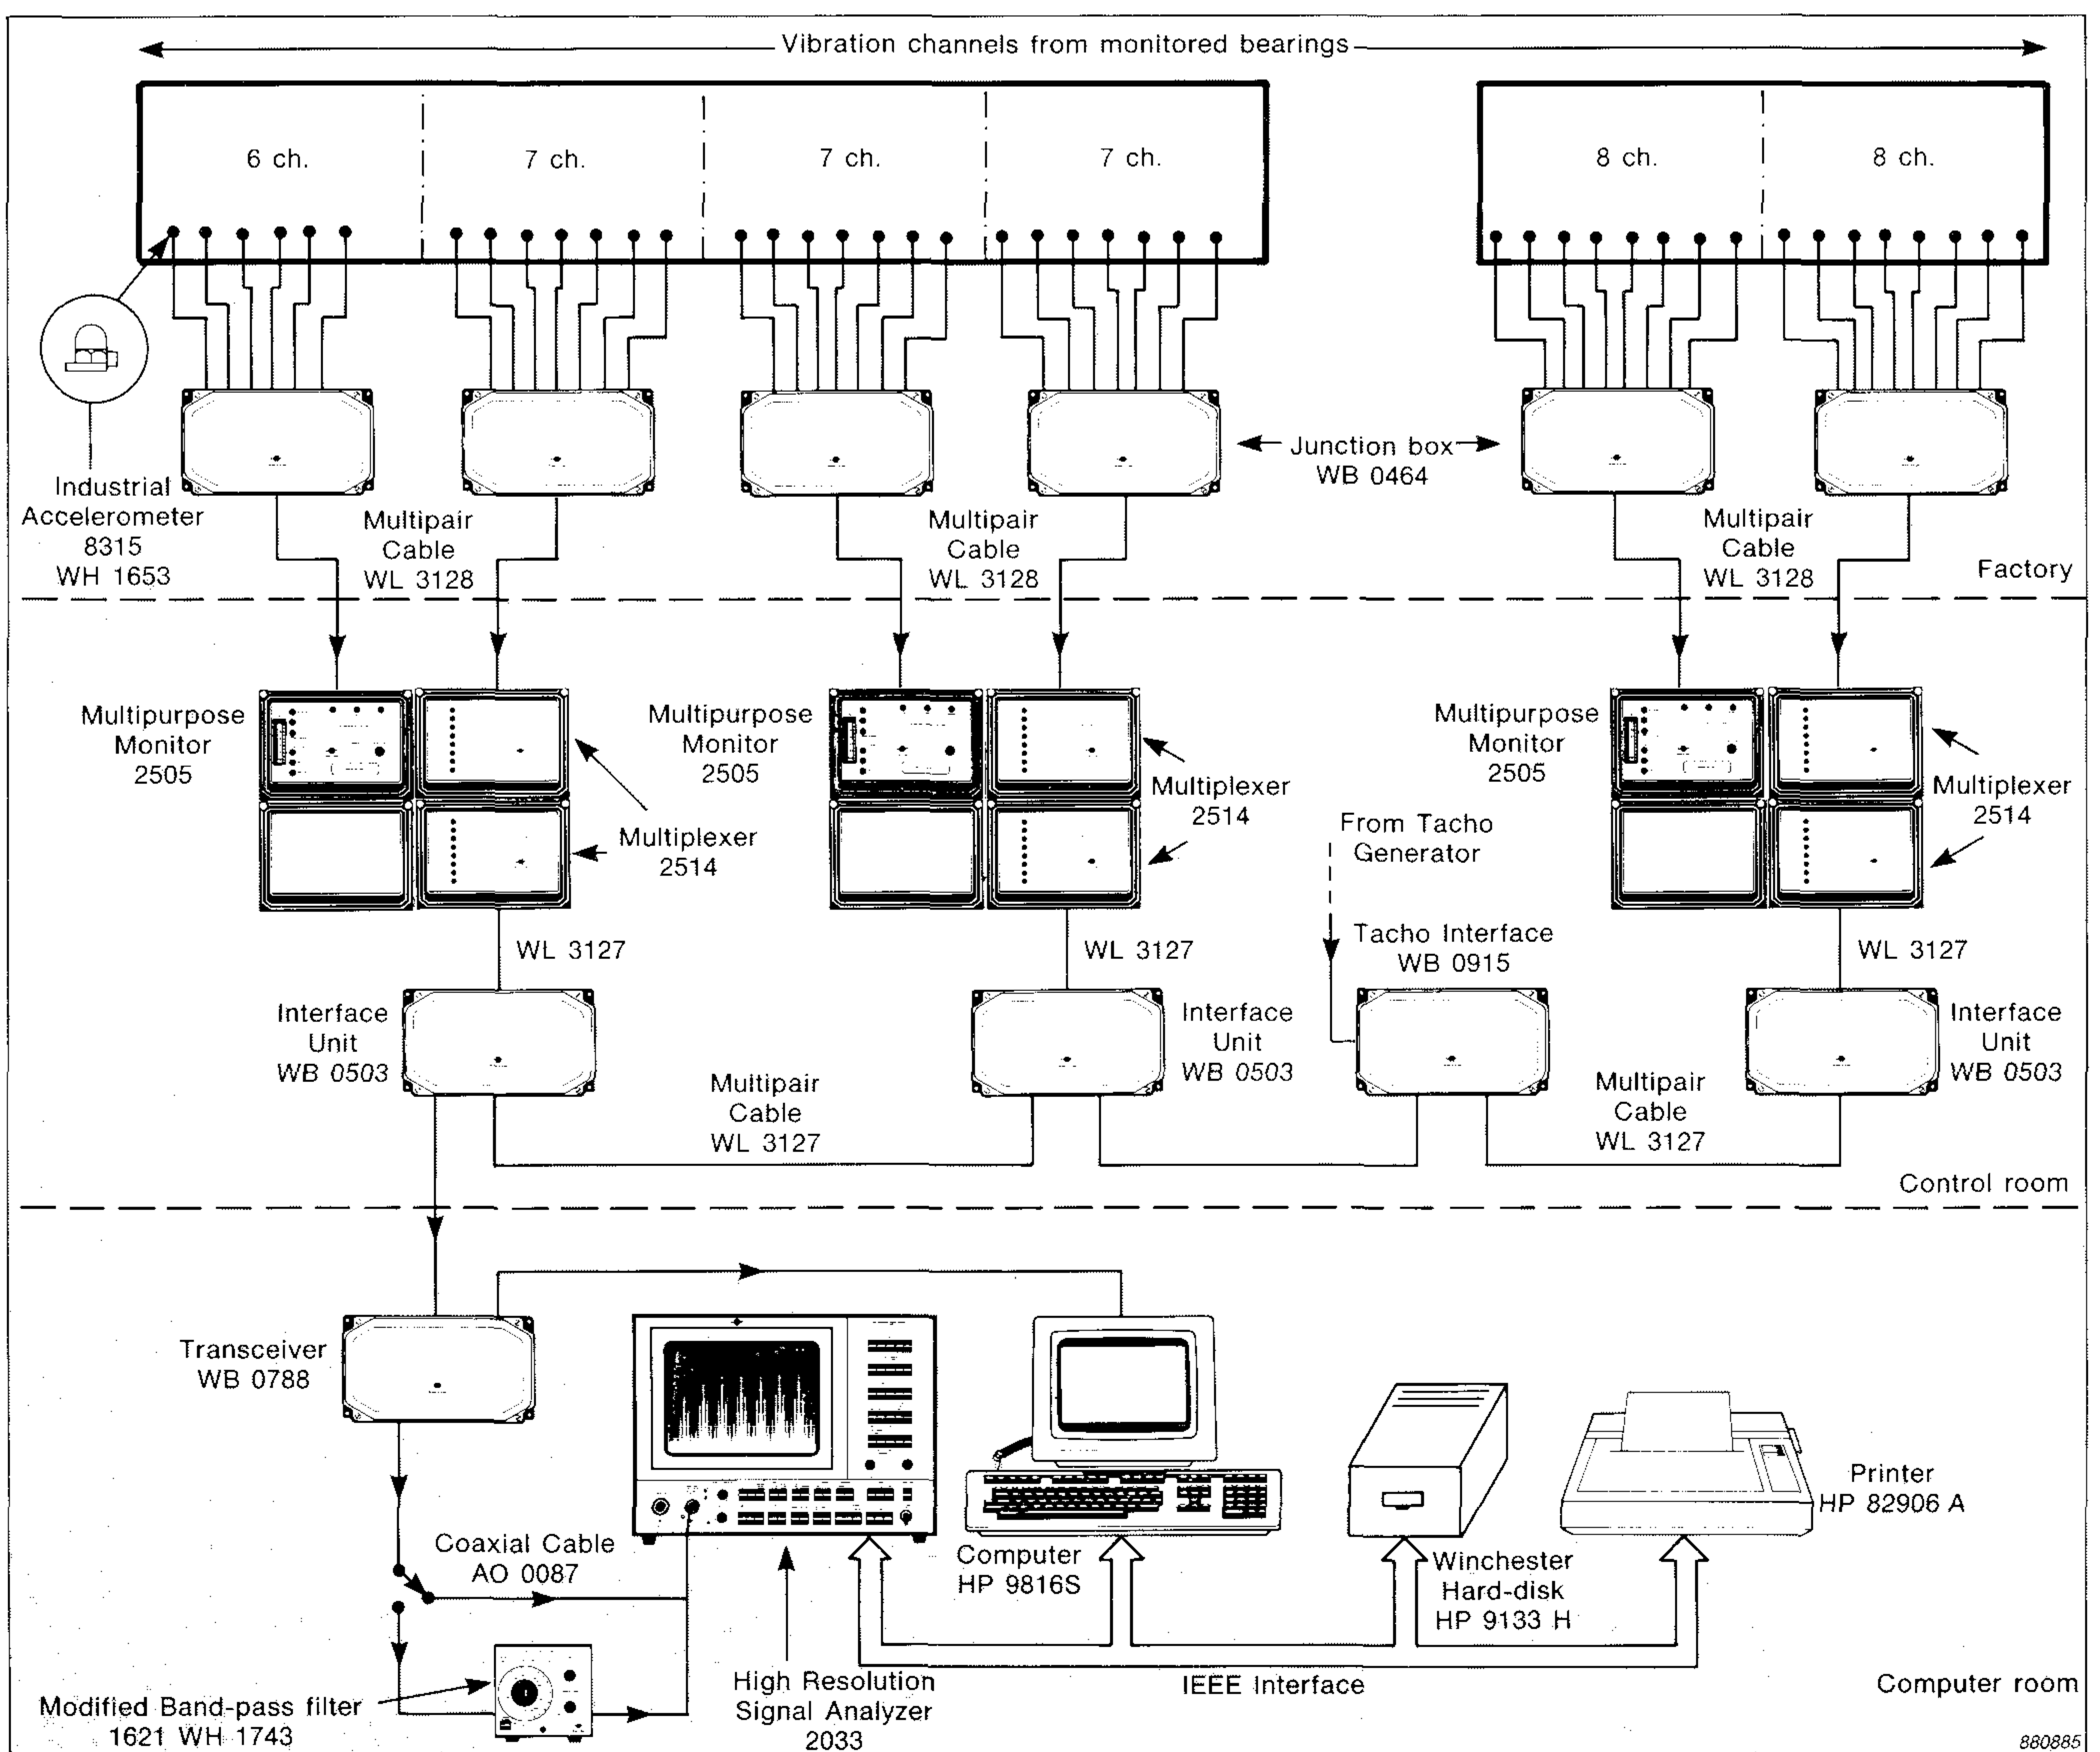 Vibration channels from monitored bearings
6 ch.
7 ch.
7 ch.
7 ch.
8 ch.
8 ch.
Industrial
Accelerometer
8315
WH 1653
Multipair
Cable
WL 3128
Multipair
Cable
WL 3128
Junction box
WB 0464
Multipair
Cable
WL 3128
Factory
Multipurpose
Monitor
2505
Multiplexer
2514
Multipurpose
Monitor
2505
Multiplexer
2514
Multipurpose
Monitor
2505
Multiplexer
2514
From Tacho
Generator
WL 3127
WL 3127
Tacho Interface
WB 0915
WL 3127
Interface
Unit
WB 0503
Multipair
Cable
WL 3127
Interface
Unit
WB 0503
Multipair
Cable
WL 3127
Interface
Unit
WB 0503
Control room
Transceiver
WB 0788
Coaxial Cable
AO 0087
Computer
HP 9816S
Winchester
Hard-disk
HP 9133 H
Printer
HP 82906 A
Modified Band-pass filter
1621 WH 1743
High Resolution
Signal Analyzer
2033
IEEE Interface
Computer room
880885